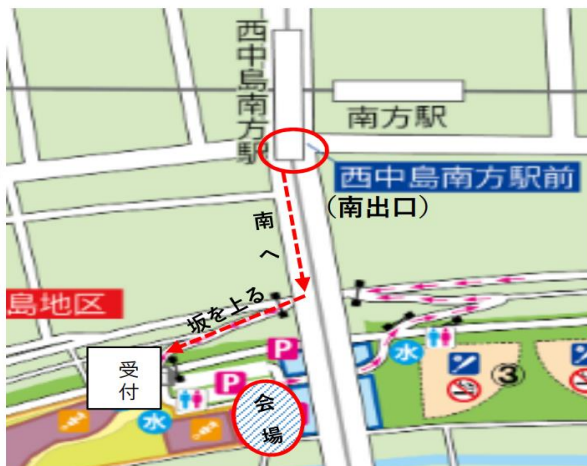 西中島南方駅
南方駅
西中島南方駅前
(南出口)
南へ
島地区
坂を上る
受付
P
水
P
会場
水
③
水